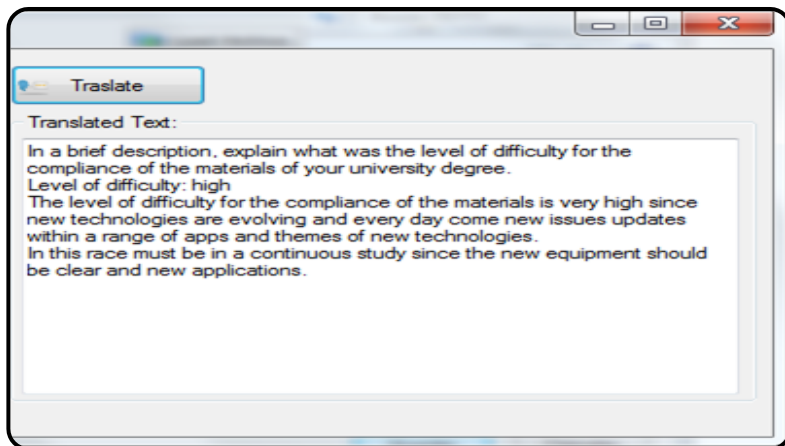 Traslate
Translated Text:
In a brief description, explain what was the level of difficulty for the
compliance of the materials of your university degree.
Level of difficulty: high
The level of difficulty for the compliance of the materials is very high since
new technologies are evolving and every day come new issues updates
within a range of apps and themes of new technologies.
In this race must be in a continuous study since the new equipment should
be clear and new applications.